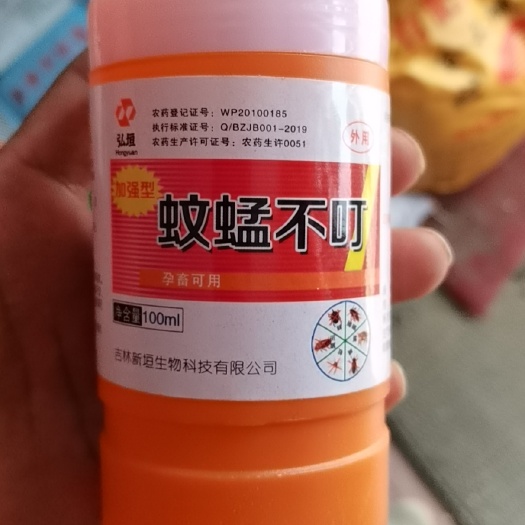 农药登记证号：WP20100185
执行标准证号：Q/BZJB001-2019
农药生产许可证号：农药生许0051
弘垣
Hongyuan
外用
加强型
蚊蜢不叮
孕畜可用
净含量100ml
吉林新垣生物科技有限公司